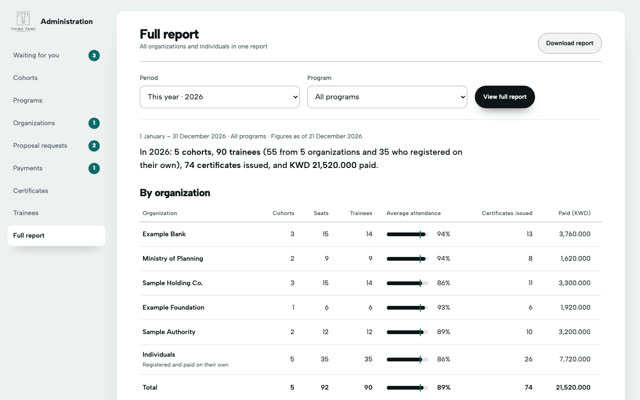 THINK TANK
Administration
Waiting for you 3
Cohorts
Programs
Organizations 1
Proposal requests 2
Payments 1
Certificates
Trainees
Full report
Full report
All organizations and individuals in one report
Download report
Period
Program
This year · 2026
All programs
View full report
1 January – 31 December 2026 · All programs · Figures as of 21 December 2026
In 2026: 5 cohorts, 90 trainees (55 from 5 organizations and 35 who registered on
their own), 74 certificates issued, and KWD 21,520.000 paid.
By organization
Organization Cohorts Seats Trainees Average attendance Certificates issued Paid (KWD)
Example Bank 3 15 14 94% 13 3,760.000
Ministry of Planning 2 9 9 94% 8 1,620.000
Sample Holding Co. 3 15 14 86% 11 3,300.000
Example Foundation 1 6 6 93% 6 1,920.000
Sample Authority 2 12 12 89% 10 3,200.000
Individuals 5 35 35 86% 26 7,720.000
Registered and paid on their own
Total 5 92 90 89% 74 21,520.000